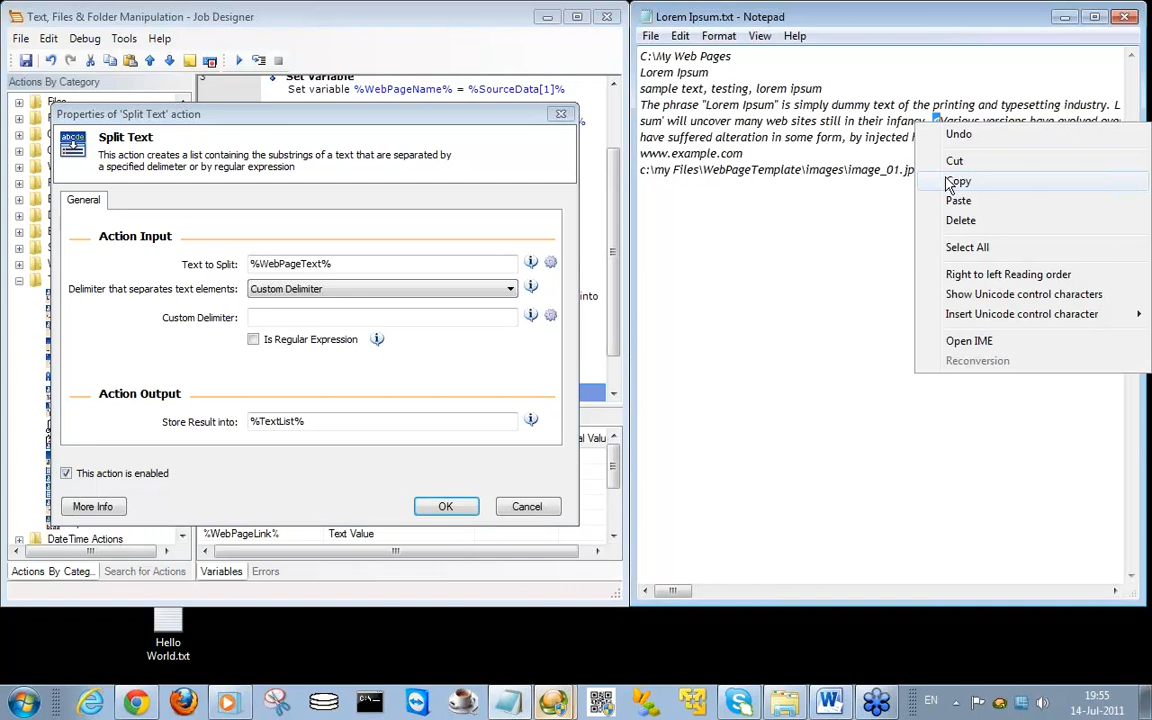 Text, Files & Folder Manipulation - Job Designer
File Edit Debug Tools Help
Actions By Category
Set Variable
Set variable %WebPageName% = %SourceData[1]%
Properties of 'Split Text' action
Split Text
This action creates a list containing the substrings of a text that are separated by
a specified delimiter or by regular expression
General
Action Input
Text to Split: %WebPageText%
Delimiter that separates text elements: Custom Delimiter
Custom Delimiter:
Is Regular Expression
into
Action Output
Store Result into: %TextList%
This action is enabled
More Info OK Cancel
%WebPageLink% Text Value
DateTime Actions
Actions By Categ... Search for Actions Variables Errors
Lorem Ipsum.txt - Notepad
File Edit Format View Help
C:\My Web Pages
Lorem Ipsum
sample text, testing, lorem ipsum
The phrase "Lorem Ipsum" is simply dummy text of the printing and typesetting industry. L
sum' will uncover many web sites still in their infancy. Various versions have evolved over
have suffered alteration in some form, by injected h
www.example.com
c:\my Files\WebPageTemplate\images\image_01.jp
Undo
Cut
Copy
Paste
Delete
Select All
Right to left Reading order
Show Unicode control characters
Insert Unicode control character
Open IME
Reconversion
Hello
World.txt
EN
19:55
14-Jul-2011